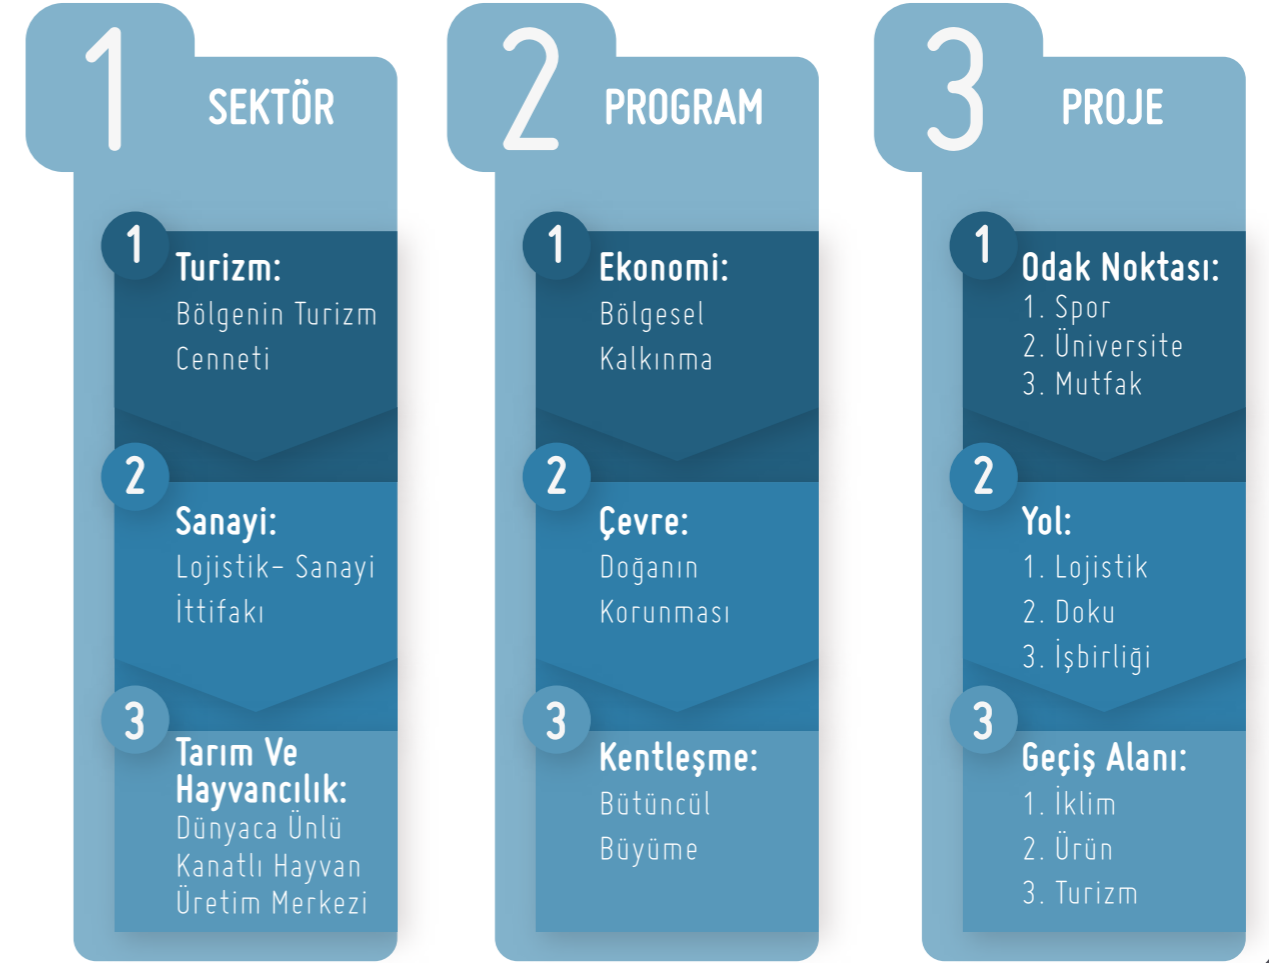 1
SEKTÖR
1
Turizm:
Bölgenin Turizm
Cenneti
2
Sanayi:
Lojistik- Sanayi
İttifakı
3
Tarım Ve
Hayvancılık:
Dünyaca Ünlü
Kanatlı Hayvan
Üretim Merkezi
2
PROGRAM
1
Ekonomi:
Bölgesel
Kalkınma
2
Çevre:
Doğanın
Korunması
3
Kentleşme:
Bütüncül
Büyüme
3
PROJE
1
Odak Noktası:
1. Spor
2. Üniversite
3. Mutfak
2
Yol:
1. Lojistik
2. Doku
3. İşbirliği
3
Geçiş Alanı:
1. İklim
2. Ürün
3. Turizm